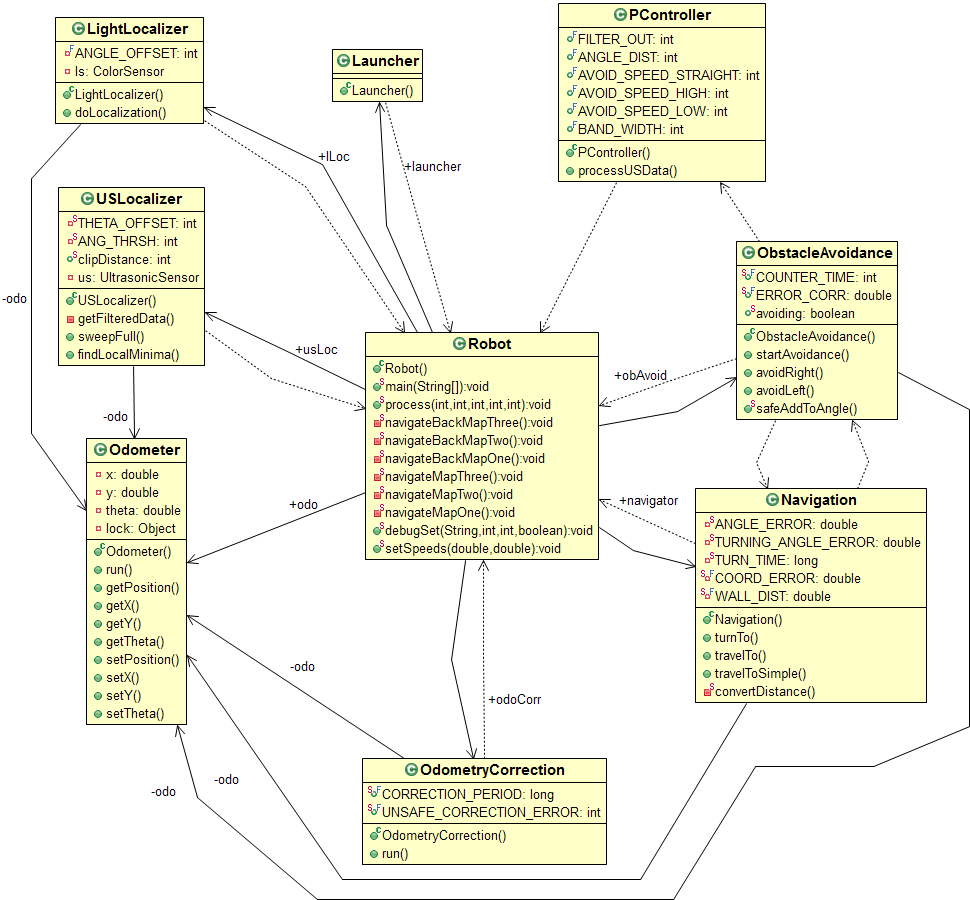 LightLocalizer
ANGLE_OFFSET: int
ls: ColorSensor
LightLocalizer()
doLocalization()
Launcher
Launcher()
PController
FILTER_OUT: int
ANGLE_DIST: int
AVOID_SPEED_STRAIGHT: int
AVOID_SPEED_HIGH: int
AVOID_SPEED_LOW: int
BAND_WIDTH: int
PController()
processUSData()
+lLoc
+launcher
USLocalizer
THETA_OFFSET: int
ANG_THRSH: int
clipDistance: int
us: UltrasonicSensor
USLocalizer()
getFilteredData()
sweepFull()
findLocalMinima()
-odo
+usLoc
ObstacleAvoidance
COUNTER_TIME: int
ERROR_CORR: double
avoiding: boolean
ObstacleAvoidance()
startAvoidance()
avoidRight()
avoidLeft()
safeAddToAngle()
Robot
Robot()
main(String[]):void
process(int,int,int,int,int):void
navigateBackMapThree():void
navigateBackMapTwo():void
navigateBackMapOne():void
navigateMapThree():void
navigateMapTwo():void
navigateMapOne():void
debugSet(String,int,int,boolean):void
setSpeeds(double,double):void
+obAvoid
-odo
Odometer
x: double
y: double
theta: double
lock: Object
Odometer()
run()
getPosition()
getX()
getY()
getTheta()
setPosition()
setX()
setY()
setTheta()
+odo
+navigator
Navigation
ANGLE_ERROR: double
TURNING_ANGLE_ERROR: double
TURN_TIME: long
COORD_ERROR: double
WALL_DIST: double
Navigation()
turnTo()
travelTo()
travelToSimple()
convertDistance()
-odo
+odoCorr
OdometryCorrection
CORRECTION_PERIOD: long
UNSAFE_CORRECTION_ERROR: int
OdometryCorrection()
run()
-odo
-odo